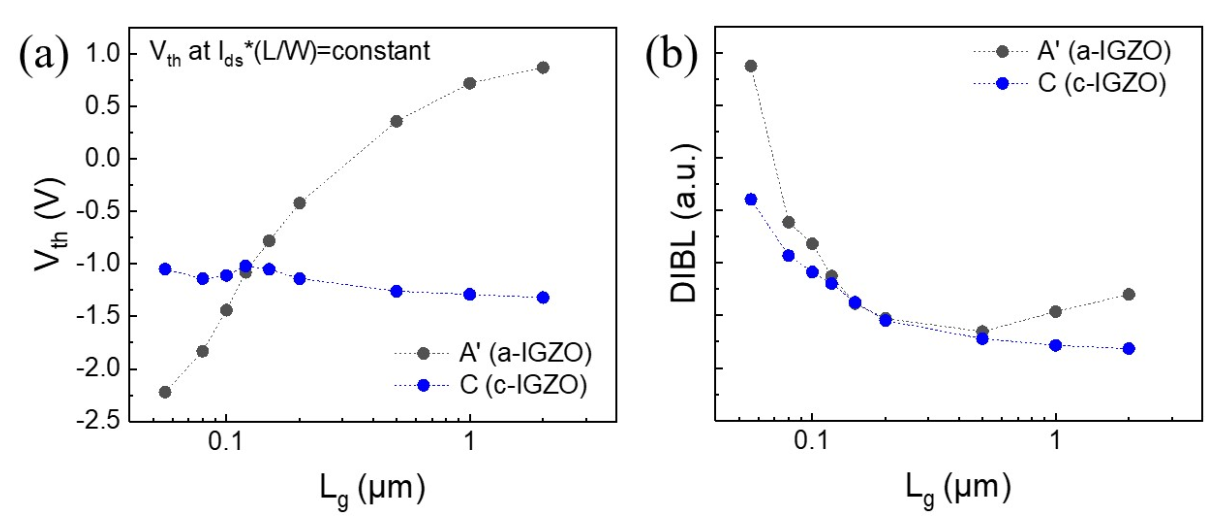 (a)
V_th at I_ds*(L/W)=constant
1.0
0.5
0.0
-0.5
-1.0
-1.5
-2.0
-2.5
V_th (V)
A' (a-IGZO)
C (c-IGZO)
0.1
1
L_g (µm)
(b)
A' (a-IGZO)
C (c-IGZO)
DIBL (a.u.)
0.1
1
L_g (µm)